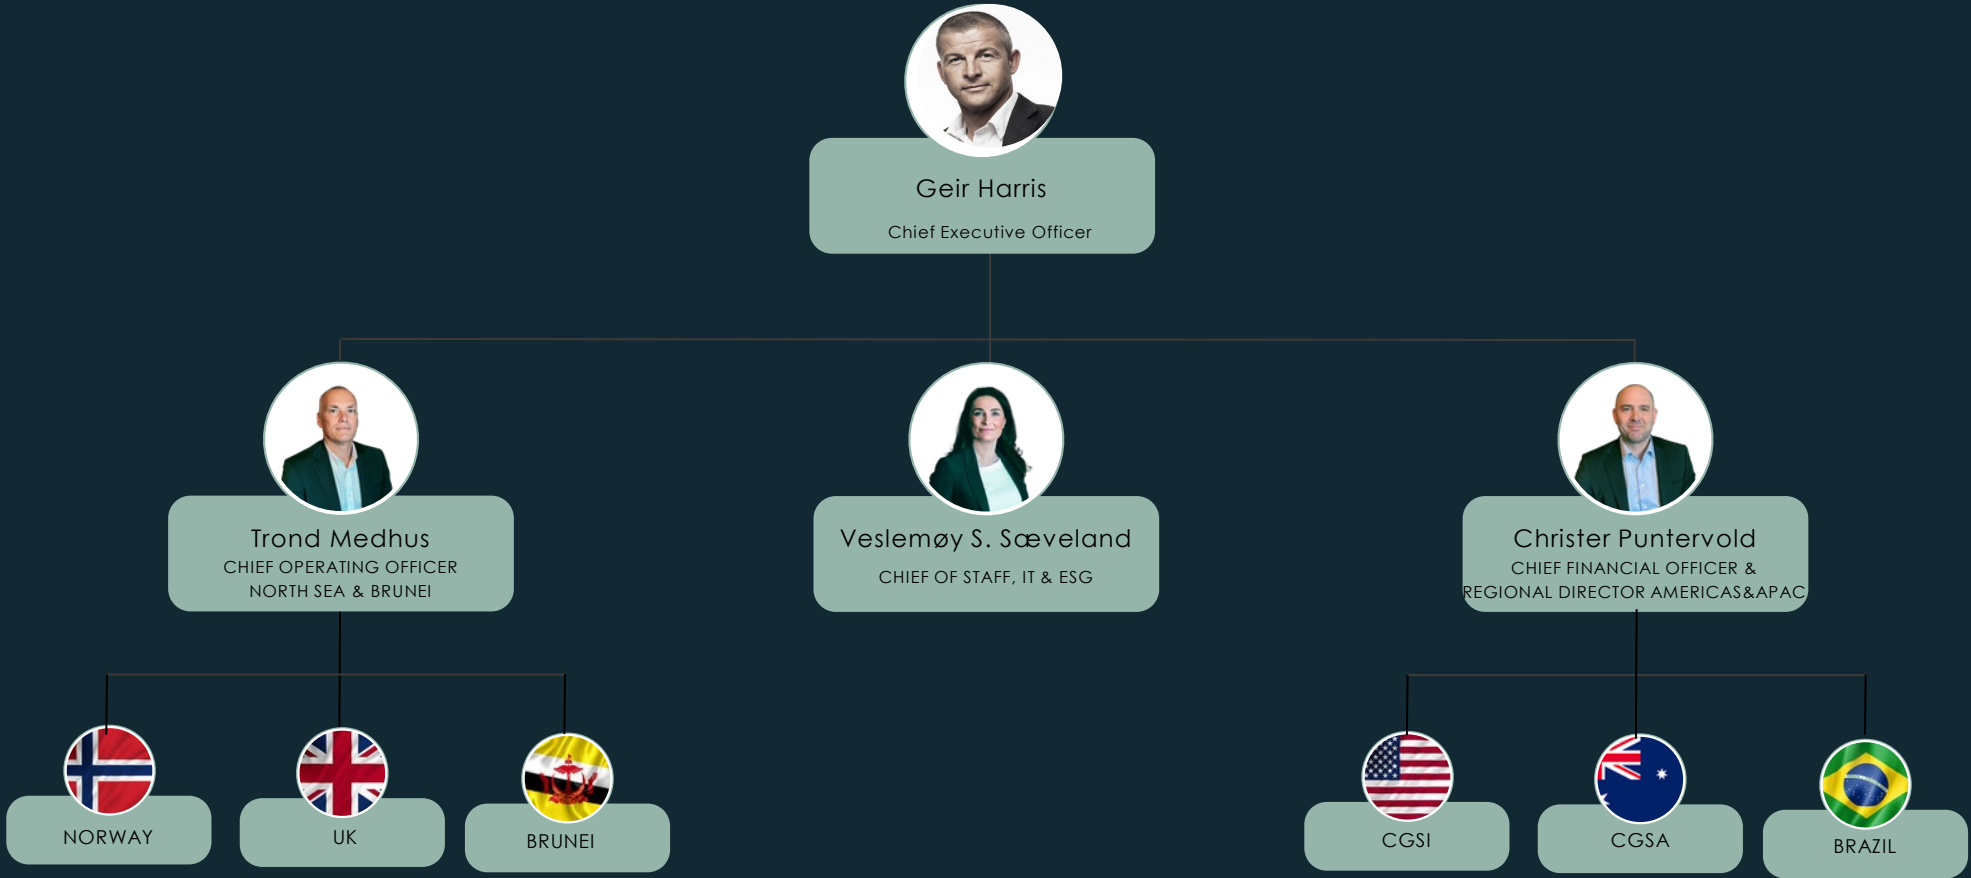 Geir Harris
Chief Executive Officer
Trond Medhus
CHIEF OPERATING OFFICER
NORTH SEA & BRUNEI
Veslemøy S. Sæveland
CHIEF OF STAFF, IT & ESG
Christer Puntervold
CHIEF FINANCIAL OFFICER &
REGIONAL DIRECTOR AMERICAS&APAC
NORWAY
UK
BRUNEI
CGSI
CGSA
BRAZIL